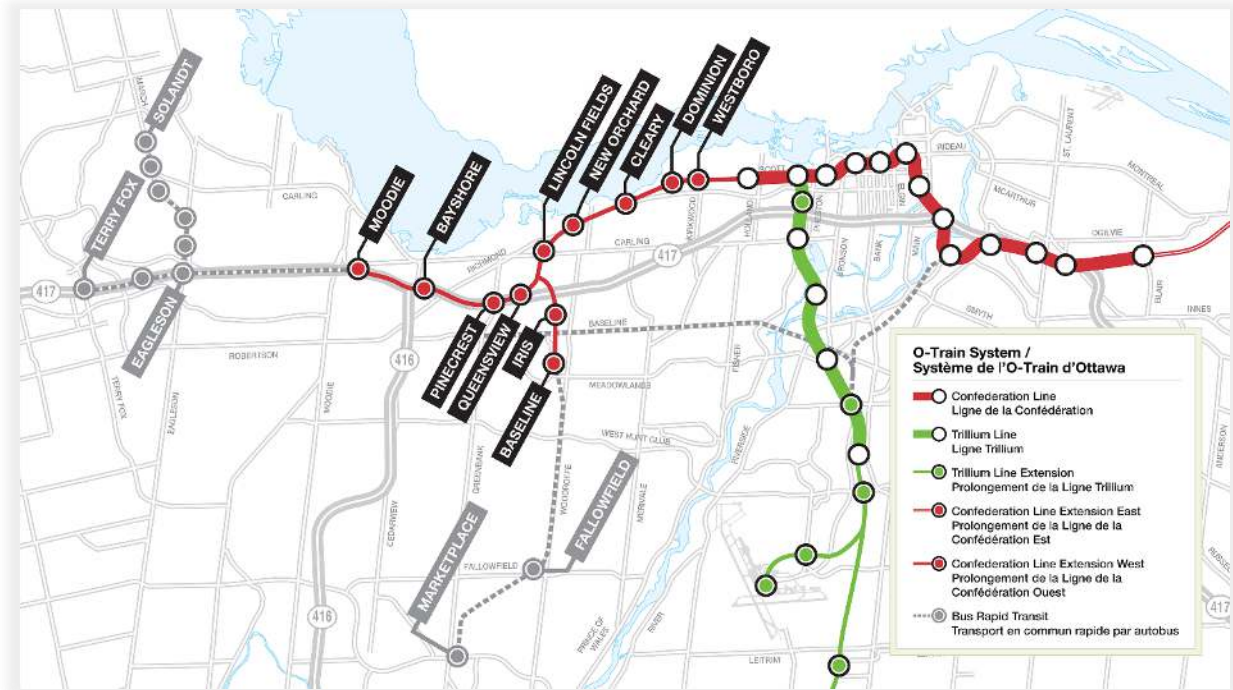 SOLANDT
MARCH
TERRY FOX
EAGLESON
MOODIE
BAYSHORE
LINCOLN FIELDS
NEW ORCHARD
CLEARY
DOMINION
WESTBORO
PINECREST
QUEENSVIEW
IRIS
BASELINE
MARKETPLACE
FALLOWFIELD
CARLING
RICHMOND
CARLING
417
417
416
416
417
ROBERTSON
TERRY FOX
EAGLESON
MOODIE
CEDARVIEW
GREENBANK
WOODROFFE
MERIVALE
BASELINE
MEADOWLANDS
WEST HUNT CLUB
FALLOWFIELD
PRINCE OF
WALES
RIVER
RIVERSIDE
FISHER
KIRKWOOD
HOLLAND
SCOTT
PRESTON
BRONSON
BANK
MAIN
ELGIN
RIDEAU
MCARTHUR
ST. LAURENT
MONTREAL
OGILVIE
BLAIR
INNES
SMYTH
LEITRIM
ANDERSON
RUSSELL
O-Train System /
Système de l'O-Train d'Ottawa
Confederation Line
Ligne de la Confédération
Trillium Line
Ligne Trillium
Trillium Line Extension
Prolongement de la Ligne Trillium
Confederation Line Extension East
Prolongement de la Ligne de la
Confédération Est
Confederation Line Extension West
Prolongement de la Ligne de la
Confédération Ouest
Bus Rapid Transit
Transport en commun rapide par autobus